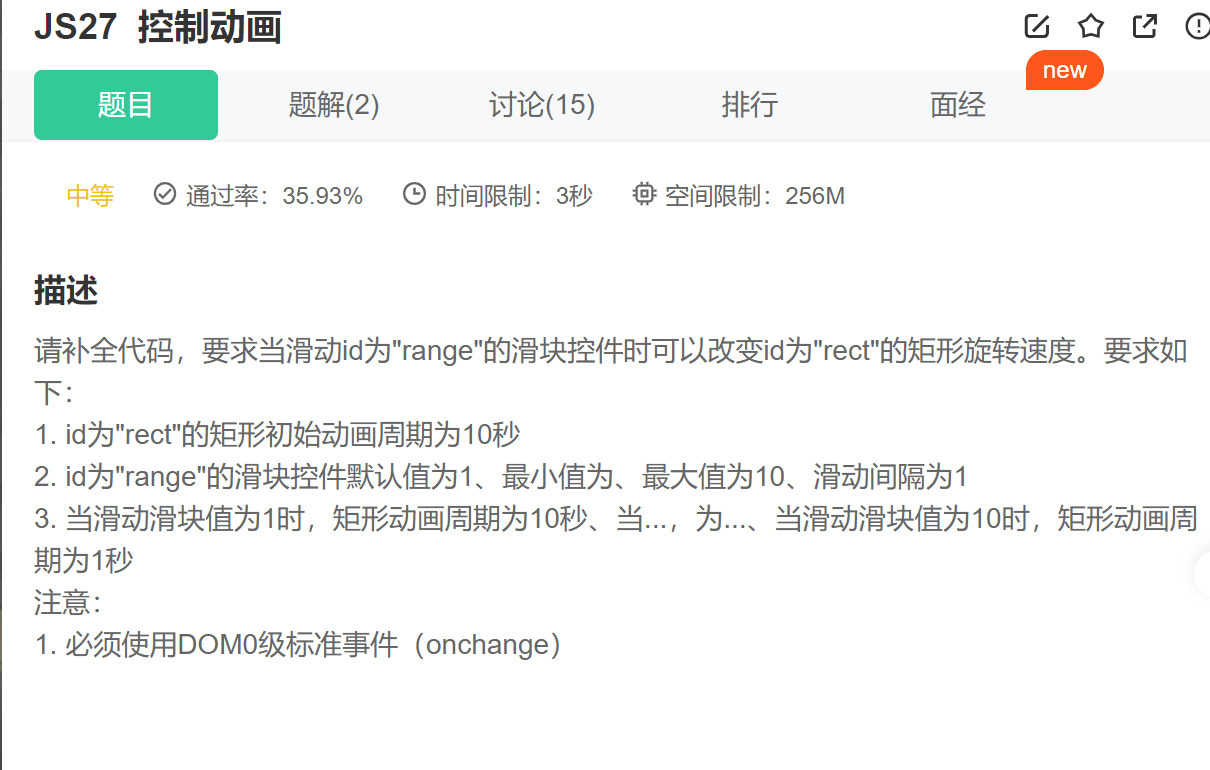 JS27 控制动画
new
题目 题解(2) 讨论(15) 排行 面经
中等 通过率：35.93% 时间限制：3秒 空间限制：256M
描述
请补全代码，要求当滑动id为"range"的滑块控件时可以改变id为"rect"的矩形旋转速度。要求如
下：
1. id为"rect"的矩形初始动画周期为10秒
2. id为"range"的滑块控件默认值为1、最小值为、最大值为10、滑动间隔为1
3. 当滑动滑块值为1时，矩形动画周期为10秒、当...，为...、当滑动滑块值为10时，矩形动画周
期为1秒
注意：
1. 必须使用DOM0级标准事件（onchange）